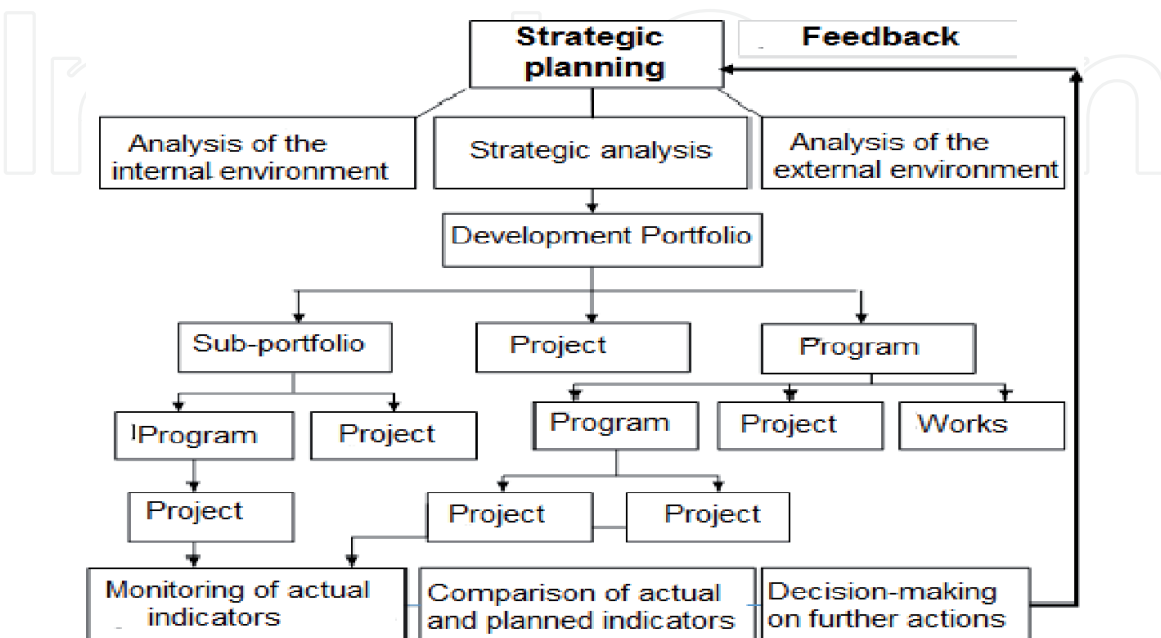 Strategic
planning
Feedback
Analysis of the
internal environment
Strategic analysis
Analysis of the
external environment
Development Portfolio
Sub-portfolio
Project
Program
Program
Project
Program
Project
Works
Project
Project
Project
Monitoring of actual
indicators
Comparison of actual
and planned indicators
Decision-making
on further actions